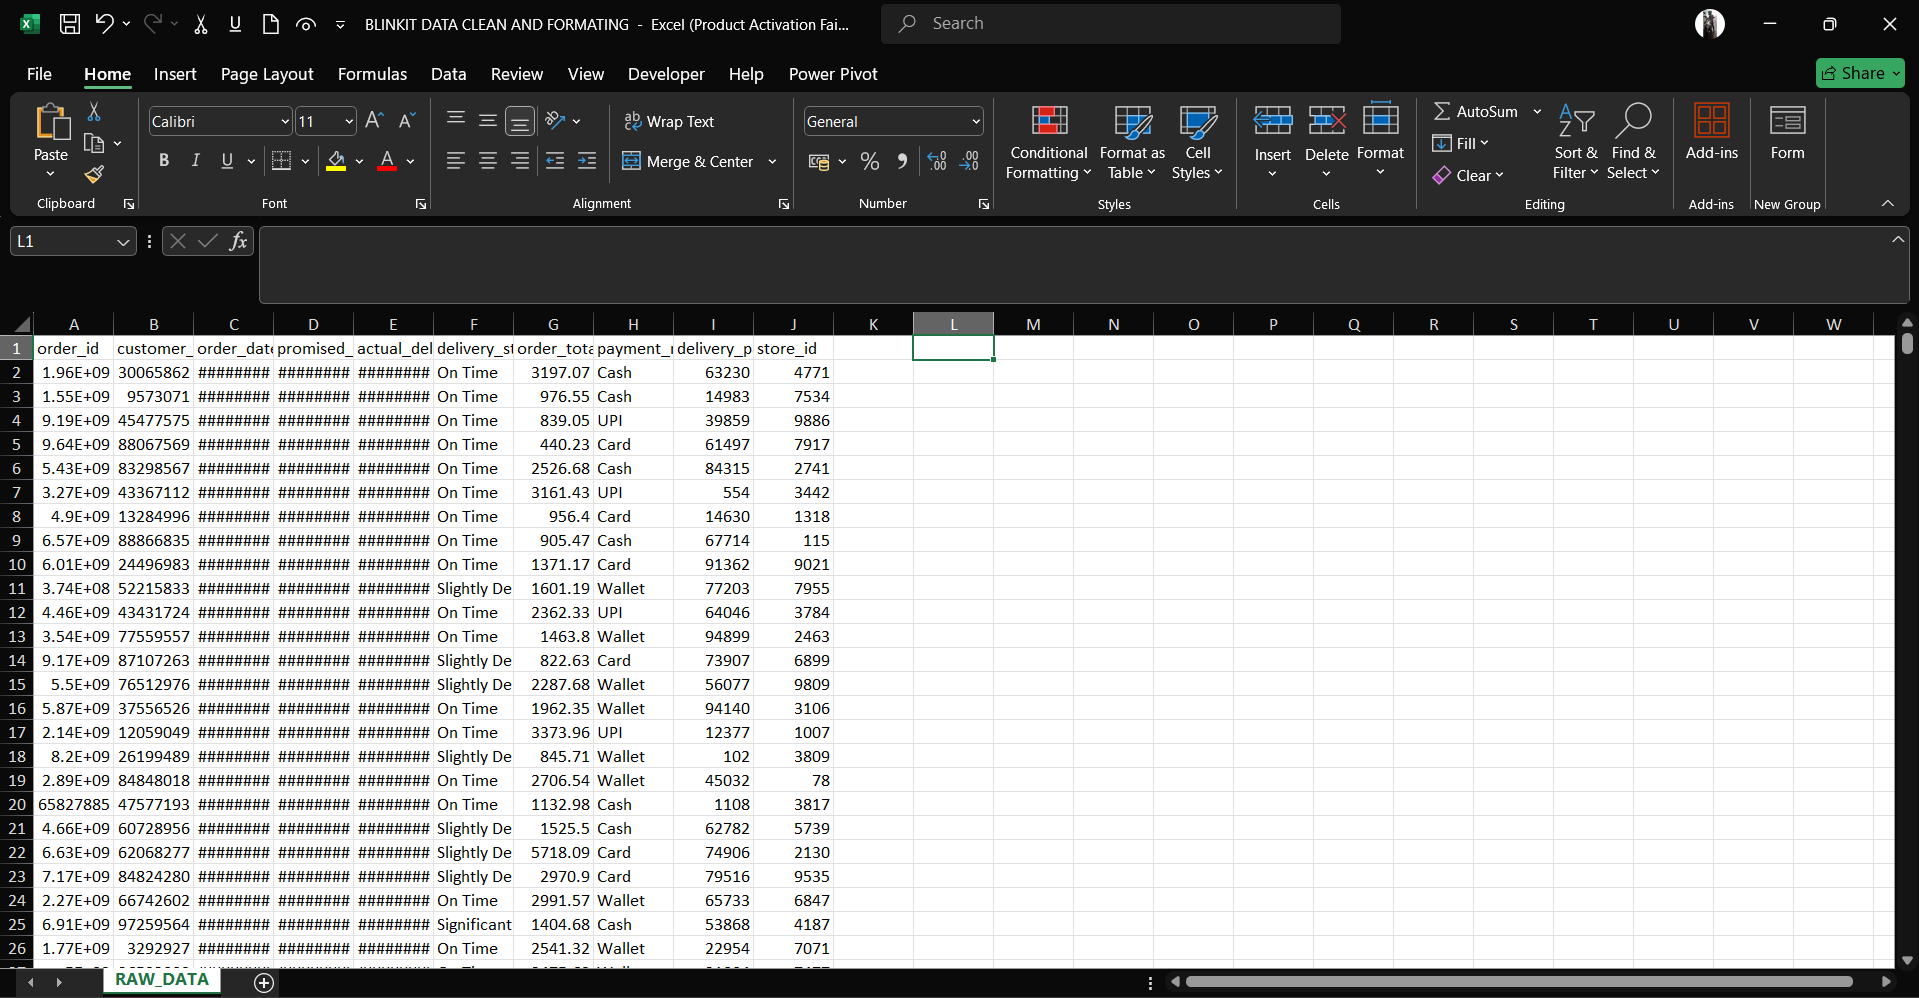 BLINKIT DATA CLEAN AND FORMATING - Excel (Product Activation Fai... Search
File Home Insert Page Layout Formulas Data Review View Developer Help Power Pivot Share
Paste
Clipboard
Calibri 11
B I U A
Font
Wrap Text
Merge & Center
Alignment
General
% .00
Number
Conditional Formatting
Format as Table
Cell Styles
Styles
Insert Delete Format
Cells
AutoSum
Fill
Clear
Sort & Filter
Find & Select
Editing
Add-ins
Add-ins
Form
New Group
L1 fx
A B C D E F G H I J K L M N O P Q R S T U V W
1 order_id customer_ order_date promised_ actual_del delivery_st order_tota payment_ delivery_p store_id
2 1.96E+09 30065862 ######## ######## ######## On Time 3197.07 Cash 63230 4771
3 1.55E+09 9573071 ######## ######## ######## On Time 976.55 Cash 14983 7534
4 9.19E+09 45477575 ######## ######## ######## On Time 839.05 UPI 39859 9886
5 9.64E+09 88067569 ######## ######## ######## On Time 440.23 Card 61497 7917
6 5.43E+09 83298567 ######## ######## ######## On Time 2526.68 Cash 84315 2741
7 3.27E+09 43367112 ######## ######## ######## On Time 3161.43 UPI 554 3442
8 4.9E+09 13284996 ######## ######## ######## On Time 956.4 Card 14630 1318
9 6.57E+09 88866835 ######## ######## ######## On Time 905.47 Cash 67714 115
10 6.01E+09 24496983 ######## ######## ######## On Time 1371.17 Card 91362 9021
11 3.74E+08 52215833 ######## ######## ######## Slightly De 1601.19 Wallet 77203 7955
12 4.46E+09 43431724 ######## ######## ######## On Time 2362.33 UPI 64046 3784
13 3.54E+09 77559557 ######## ######## ######## On Time 1463.8 Wallet 94899 2463
14 9.17E+09 87107263 ######## ######## ######## Slightly De 822.63 Card 73907 6899
15 5.5E+09 76512976 ######## ######## ######## Slightly De 2287.68 Wallet 56077 9809
16 5.87E+09 37556526 ######## ######## ######## On Time 1962.35 Wallet 94140 3106
17 2.14E+09 12059049 ######## ######## ######## On Time 3373.96 UPI 12377 1007
18 8.2E+09 26199489 ######## ######## ######## Slightly De 845.71 Wallet 102 3809
19 2.89E+09 84848018 ######## ######## ######## On Time 2706.54 Wallet 45032 78
20 65827885 47577193 ######## ######## ######## On Time 1132.98 Cash 1108 3817
21 4.66E+09 60728956 ######## ######## ######## Slightly De 1525.5 Cash 62782 5739
22 6.63E+09 62068277 ######## ######## ######## Slightly De 5718.09 Card 74906 2130
23 7.17E+09 84824280 ######## ######## ######## Slightly De 2970.9 Card 79516 9535
24 2.27E+09 66742602 ######## ######## ######## On Time 2991.57 Wallet 65733 6847
25 6.91E+09 97259564 ######## ######## ######## Significant 1404.68 Cash 53868 4187
26 1.77E+09 3292927 ######## ######## ######## On Time 2541.32 Wallet 22954 7071
RAW_DATA